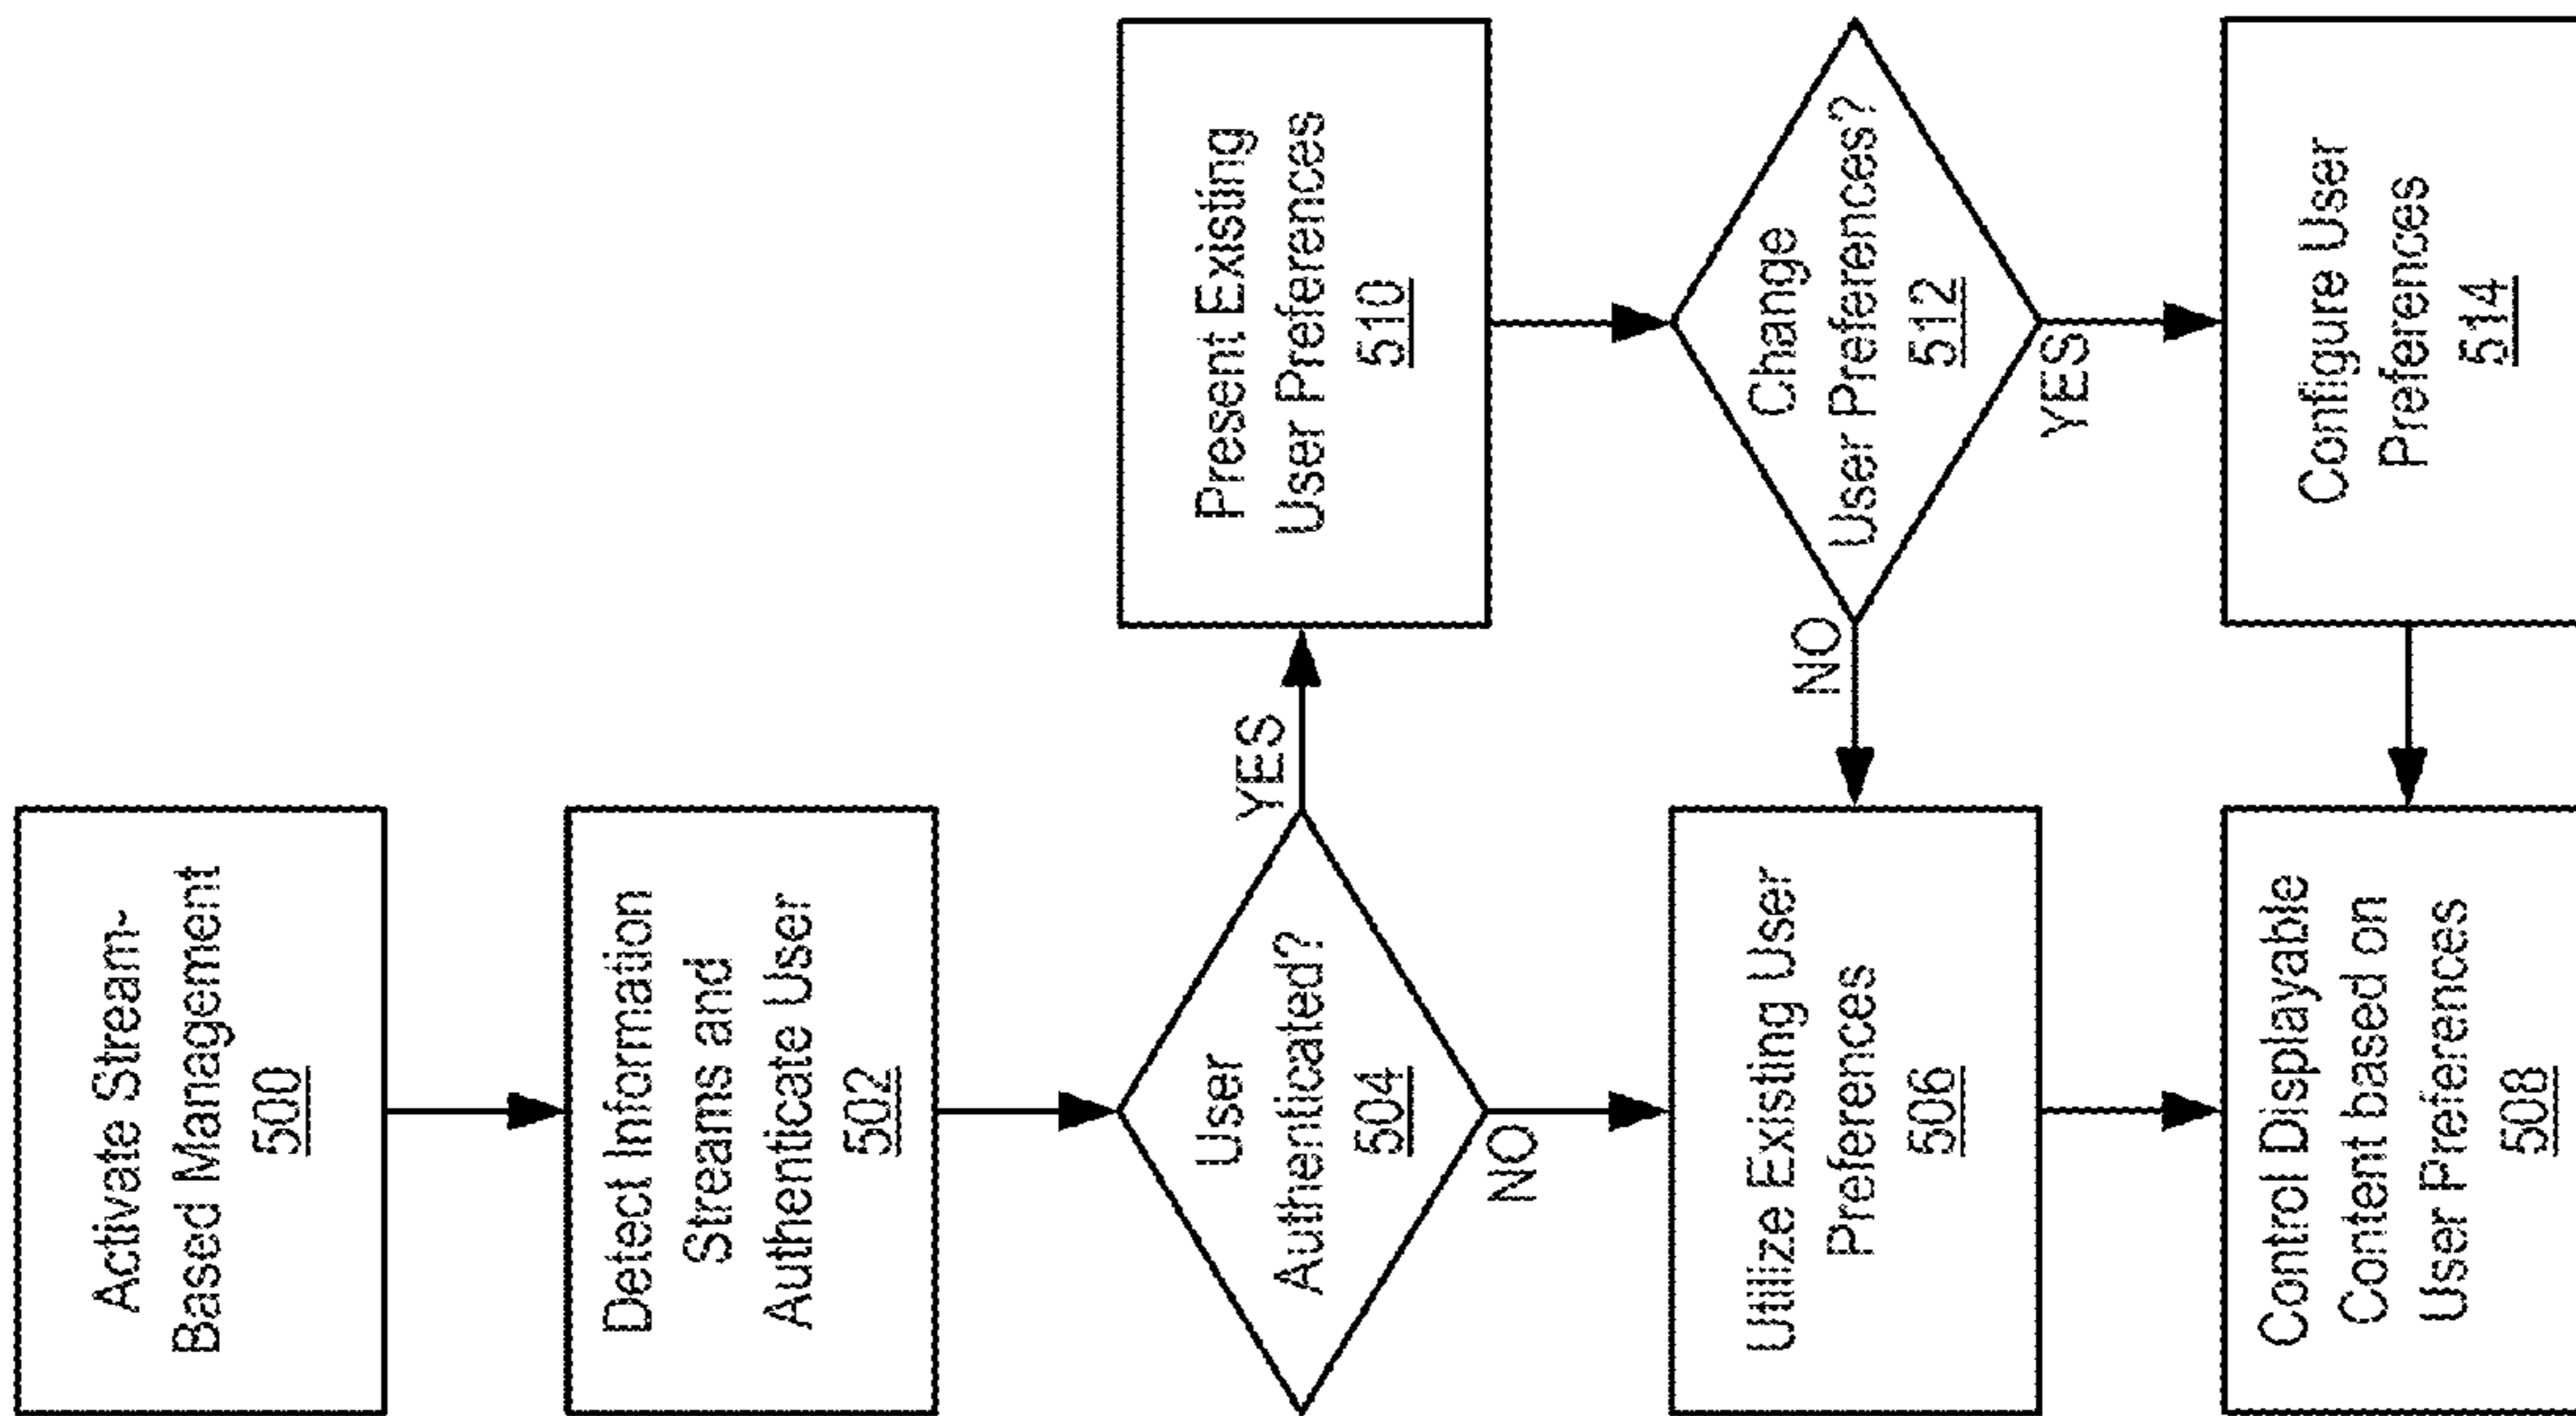 Activate Stream-
Based Management
500
Detect Information
Streams and
Authenticate User
502
User
Authenticated?
504
YES
NO
Present Existing
User Preferences
510
Change
User Preferences?
512
NO
YES
Utilize Existing User
Preferences
506
Configure User
Preferences
514
Control Displayable
Content based on
User Preferences
508